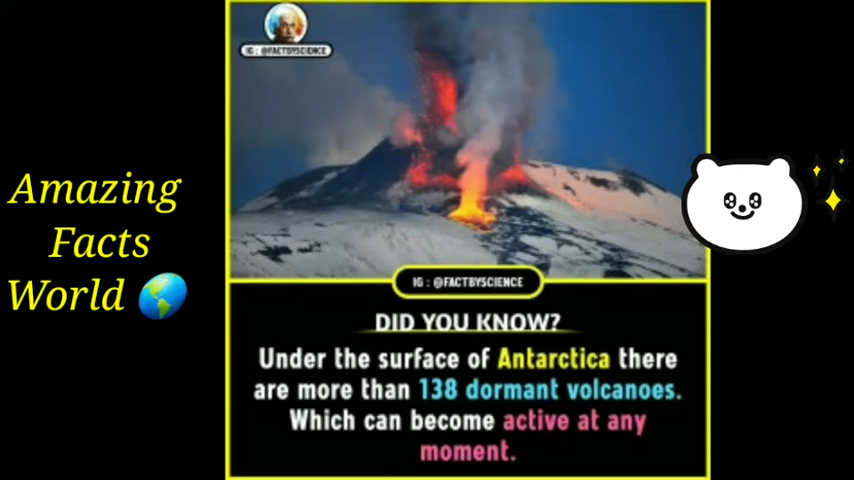 IG : @FACTBYSCIENCE
Amazing
Facts
World
IG : @FACTBYSCIENCE
DID YOU KNOW?
Under the surface of Antarctica there
are more than 138 dormant volcanoes.
Which can become active at any
moment.